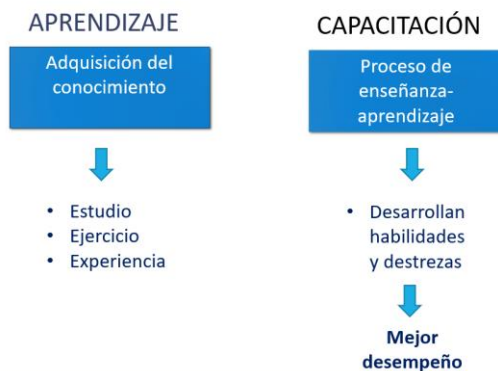 APRENDIZAJE
Adquisición del
conocimiento
• Estudio
• Ejercicio
• Experiencia
CAPACITACIÓN
Proceso de
enseñanza-
aprendizaje
• Desarrollan
habilidades
y destrezas
Mejor
desempeño